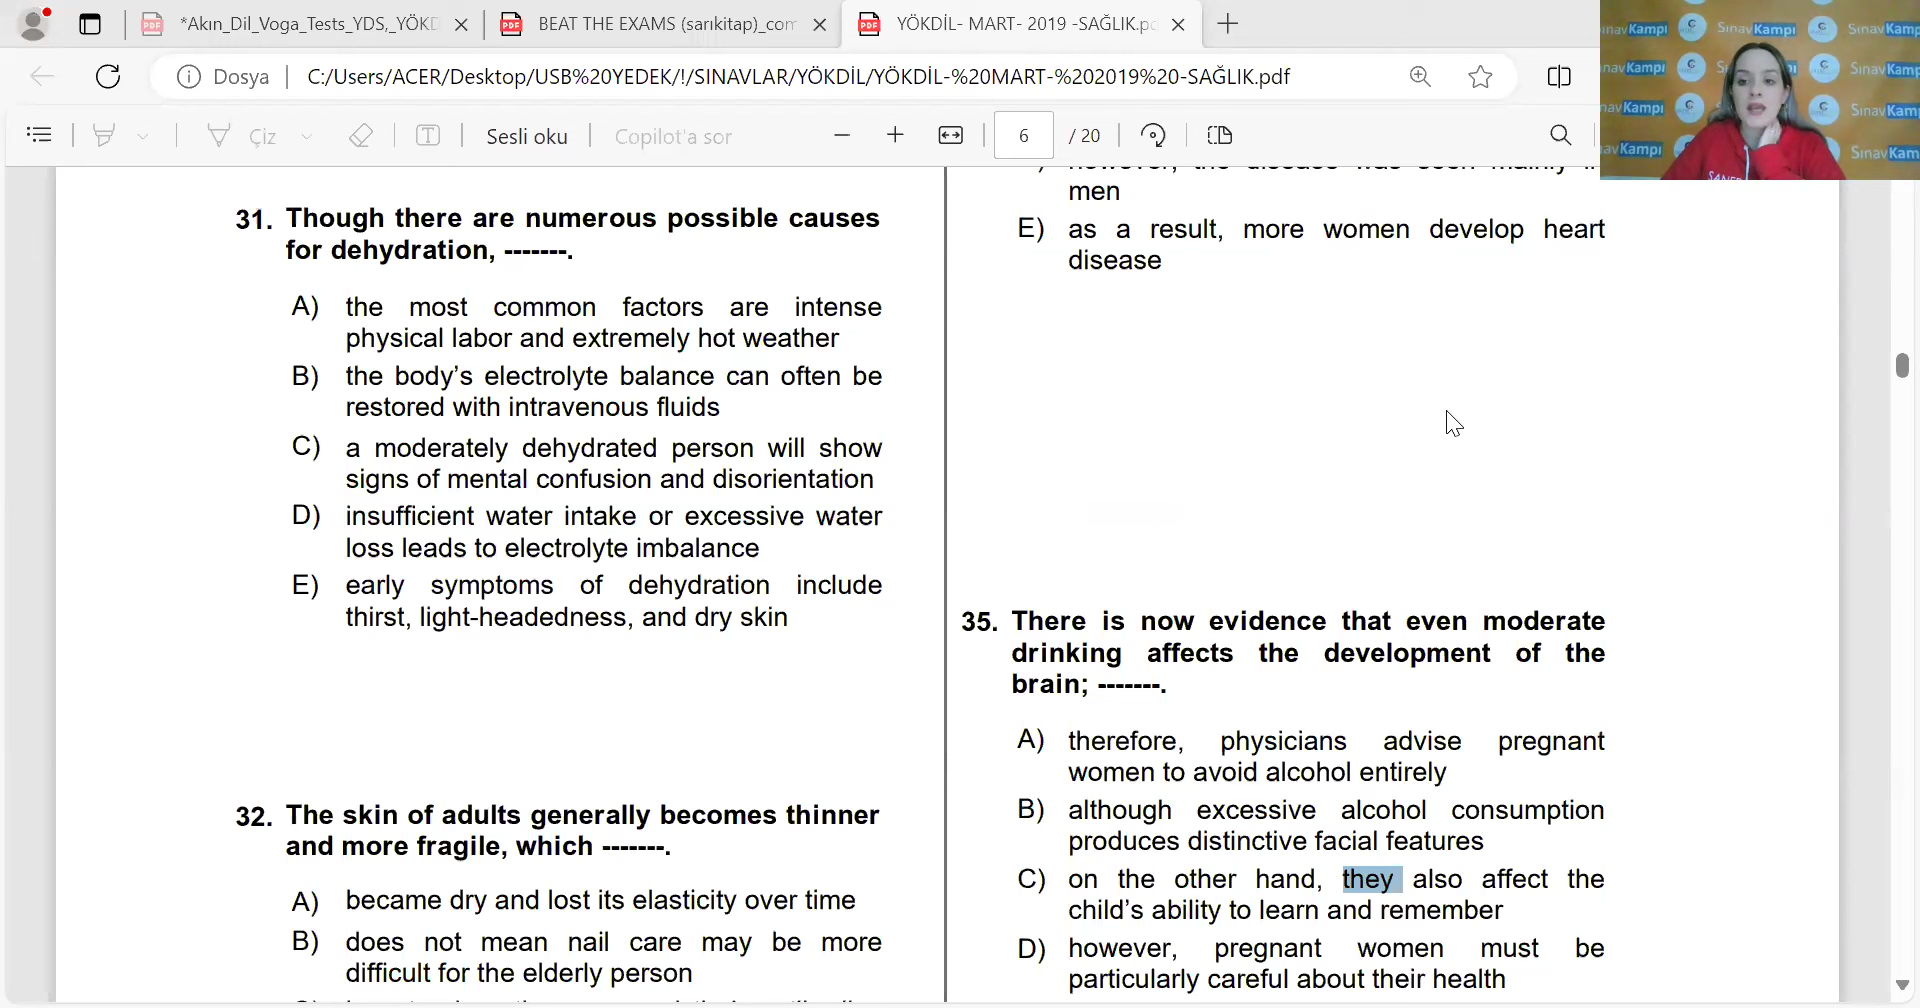 *Akın_Dil_Voga_Tests_YDS,_YÖKD
BEAT THE EXAMS (sarıkitap)_com
YÖKDİL- MART- 2019 -SAĞLIK.pd
Dosya
C:/Users/ACER/Desktop/USB%20YEDEK/!/SINAVLAR/YÖKDİL/YÖKDİL-%20MART-%202019%20-SAĞLIK.pdf
Çiz
Sesli oku
Copilot'a sor
6 / 20
31. Though there are numerous possible causes
for dehydration, -------.
A) the most common factors are intense
physical labor and extremely hot weather
B) the body's electrolyte balance can often be
restored with intravenous fluids
C) a moderately dehydrated person will show
signs of mental confusion and disorientation
D) insufficient water intake or excessive water
loss leads to electrolyte imbalance
E) early symptoms of dehydration include
thirst, light-headedness, and dry skin
32. The skin of adults generally becomes thinner
and more fragile, which -------.
A) became dry and lost its elasticity over time
B) does not mean nail care may be more
difficult for the elderly person
however, the disease was seen mainly
men
E) as a result, more women develop heart
disease
35. There is now evidence that even moderate
drinking affects the development of the
brain; -------.
A) therefore, physicians advise pregnant
women to avoid alcohol entirely
B) although excessive alcohol consumption
produces distinctive facial features
C) on the other hand, they also affect the
child's ability to learn and remember
D) however, pregnant women must be
particularly careful about their health
SınavKampı